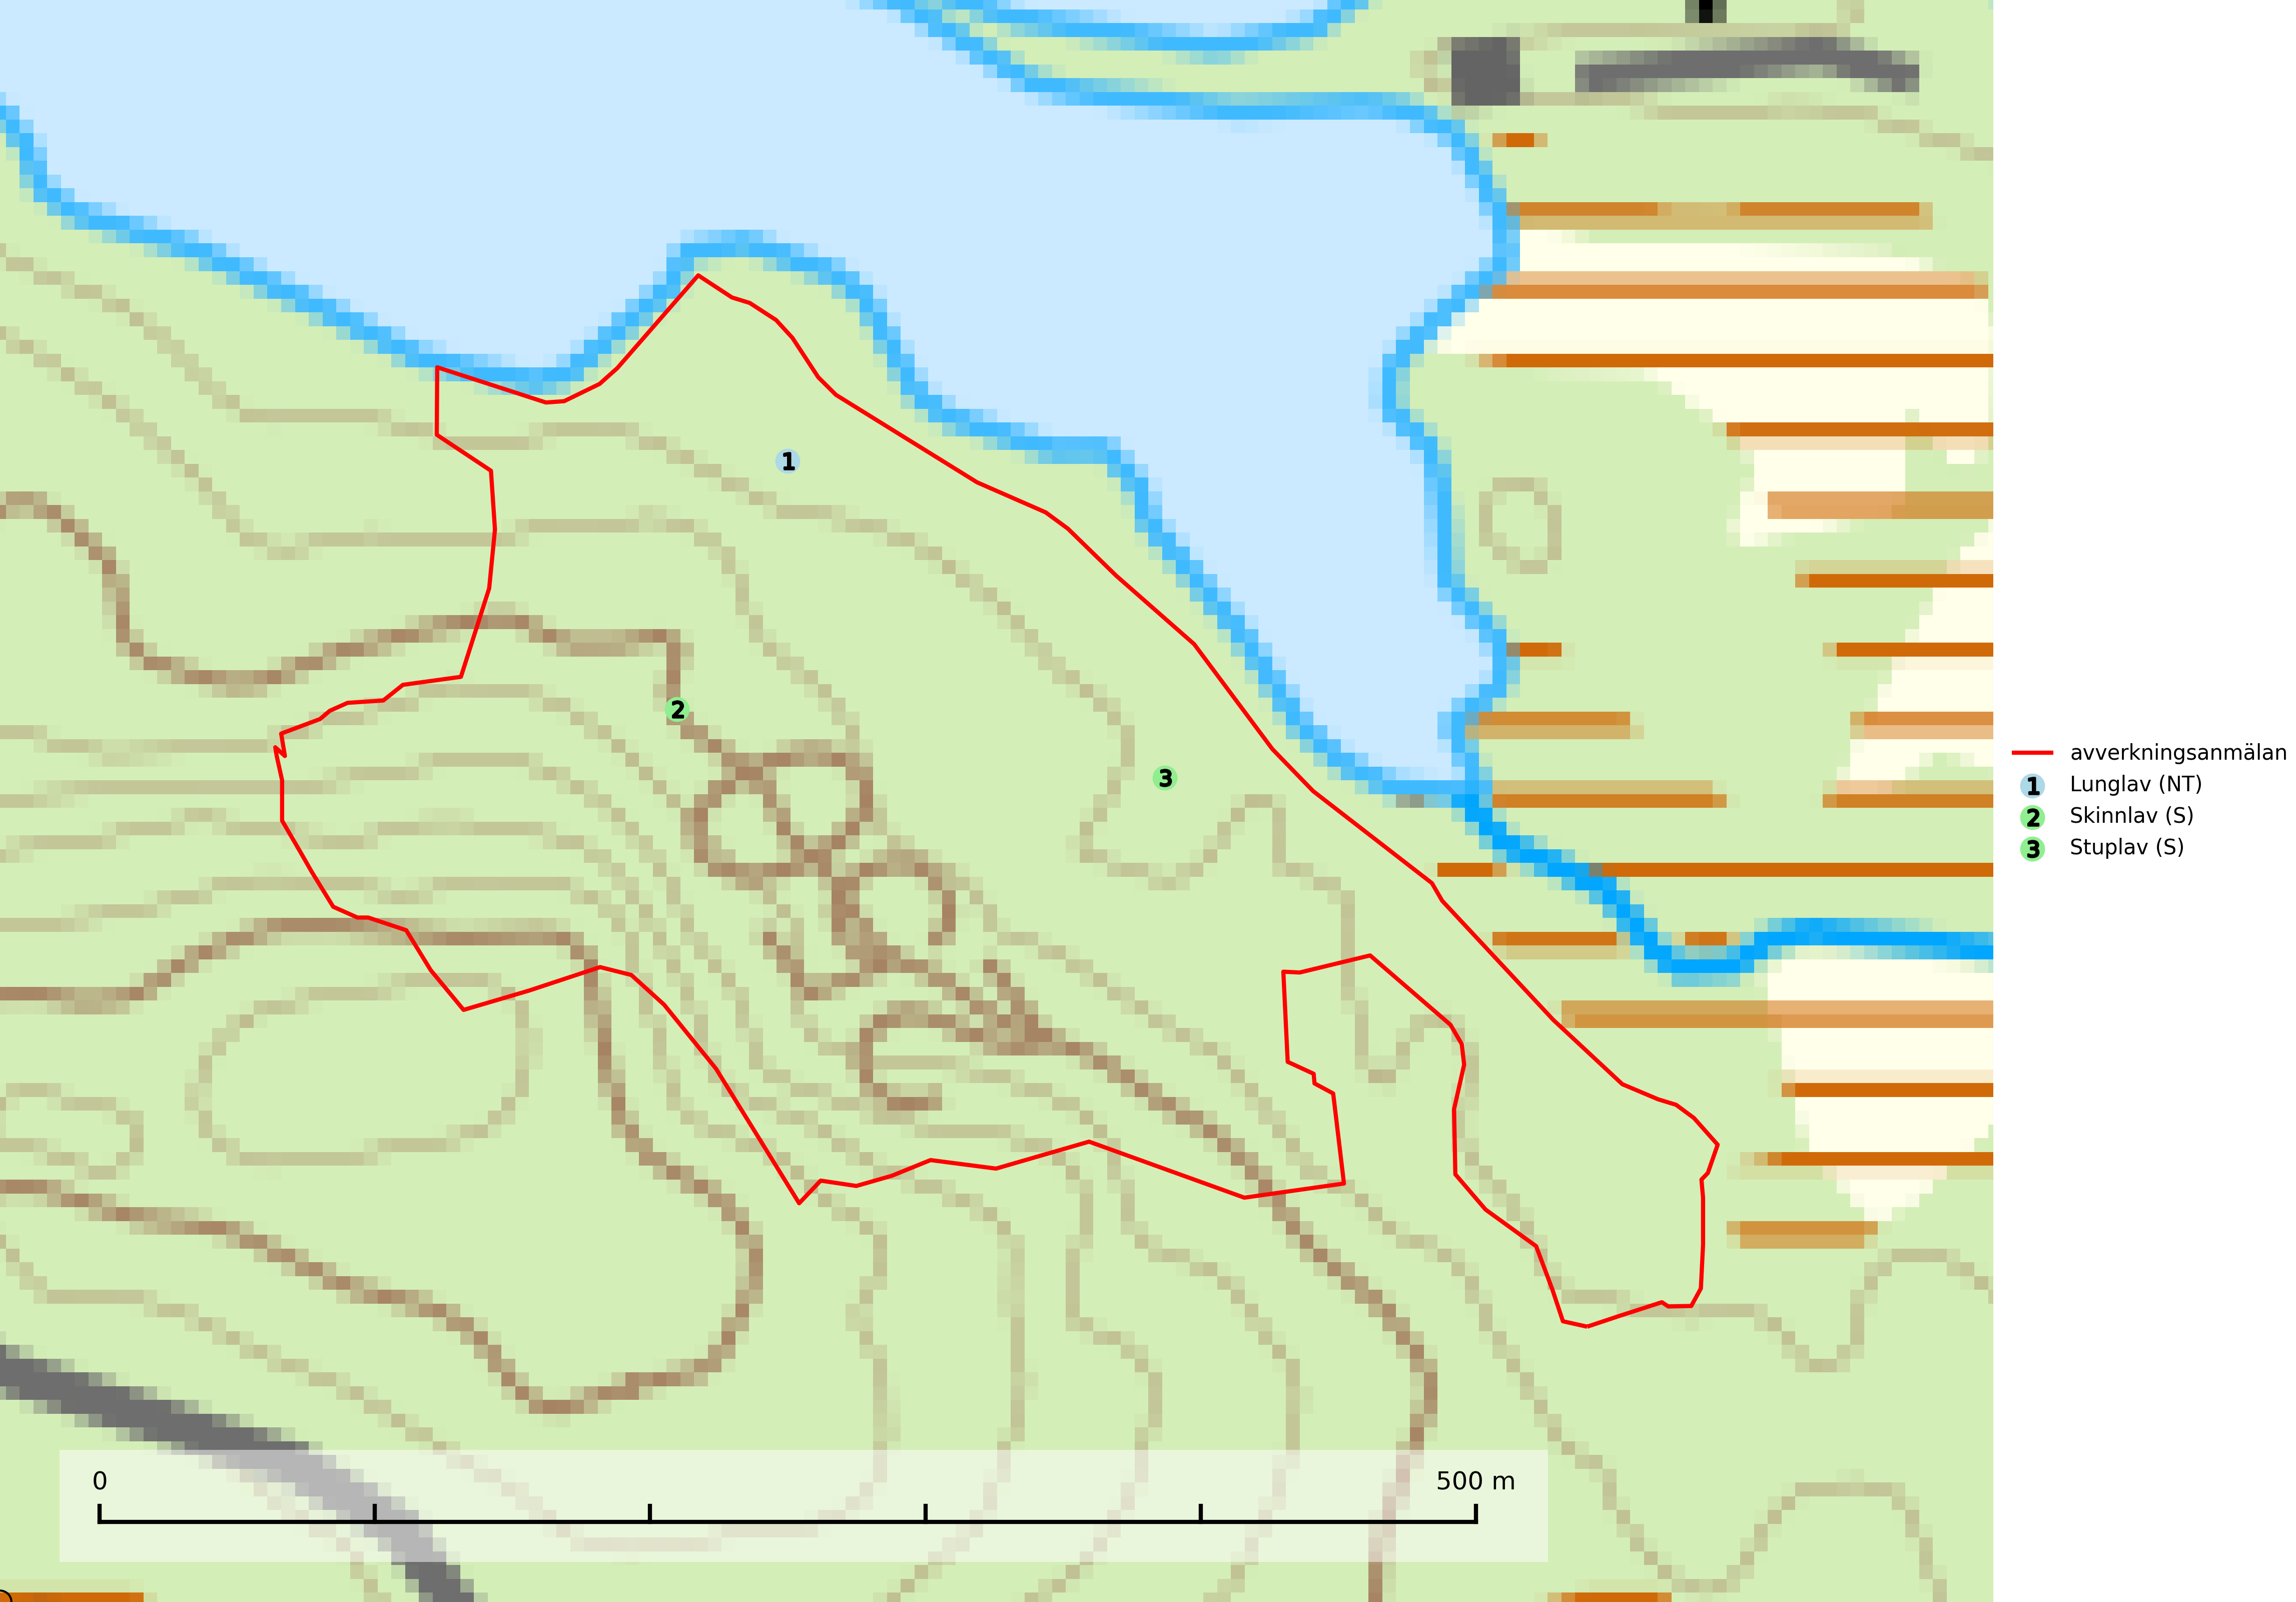 1
2
3
avverkningsanmälan
1 Lunglav (NT)
2 Skinnlav (S)
3 Stuplav (S)
0 500 m